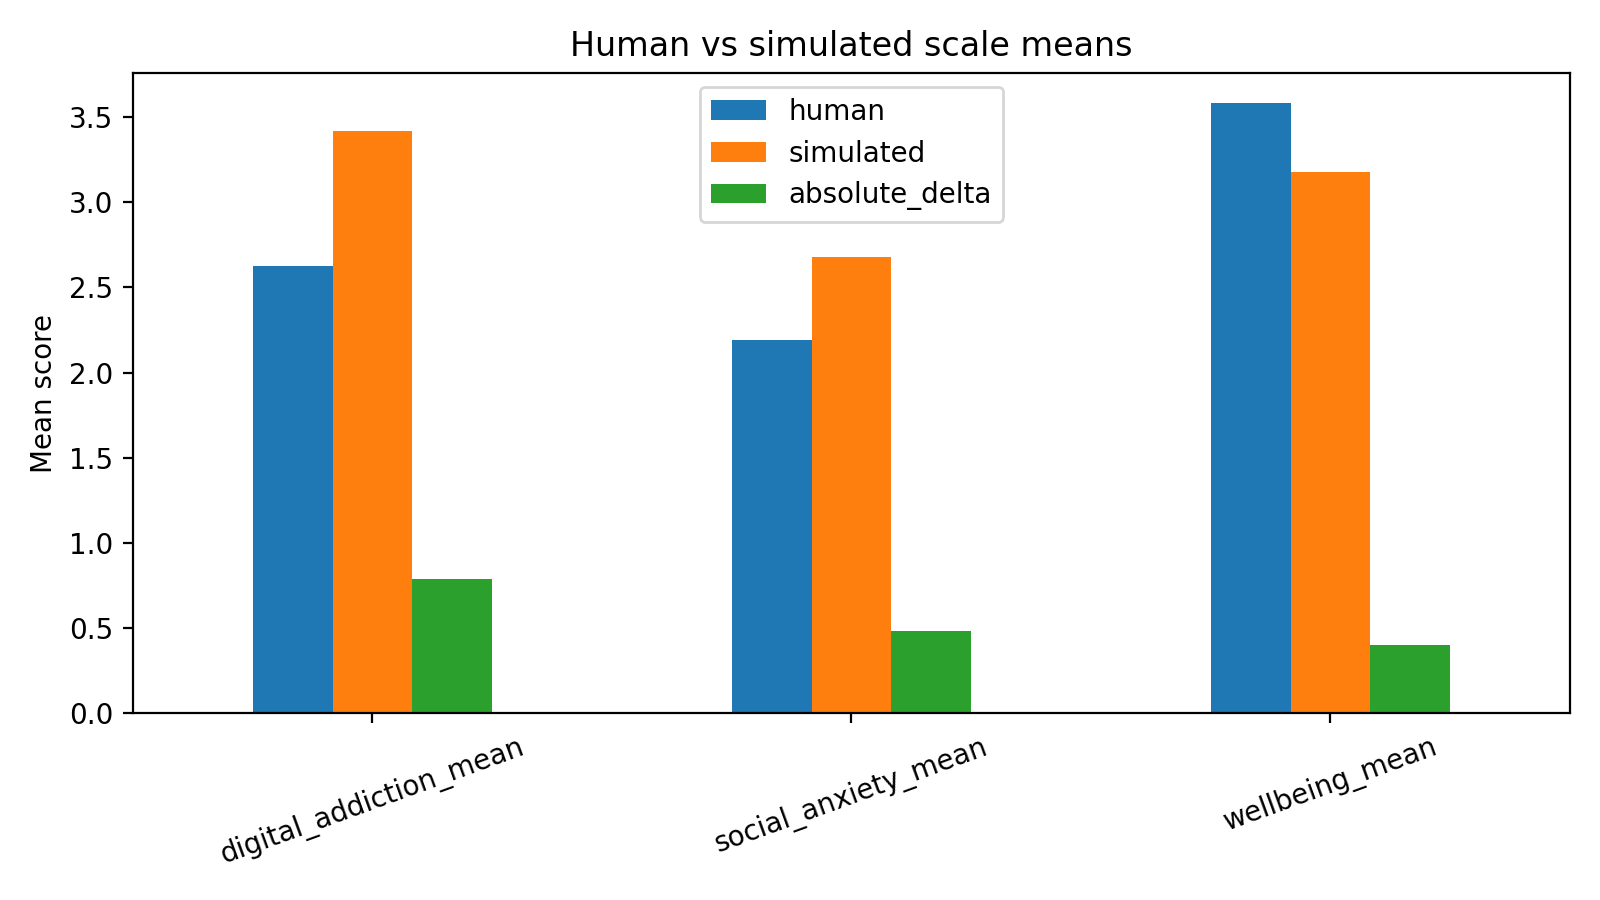 Human vs simulated scale means
human
simulated
absolute_delta
Mean score
3.5
3.0
2.5
2.0
1.5
1.0
0.5
0.0
digital_addiction_mean
social_anxiety_mean
wellbeing_mean